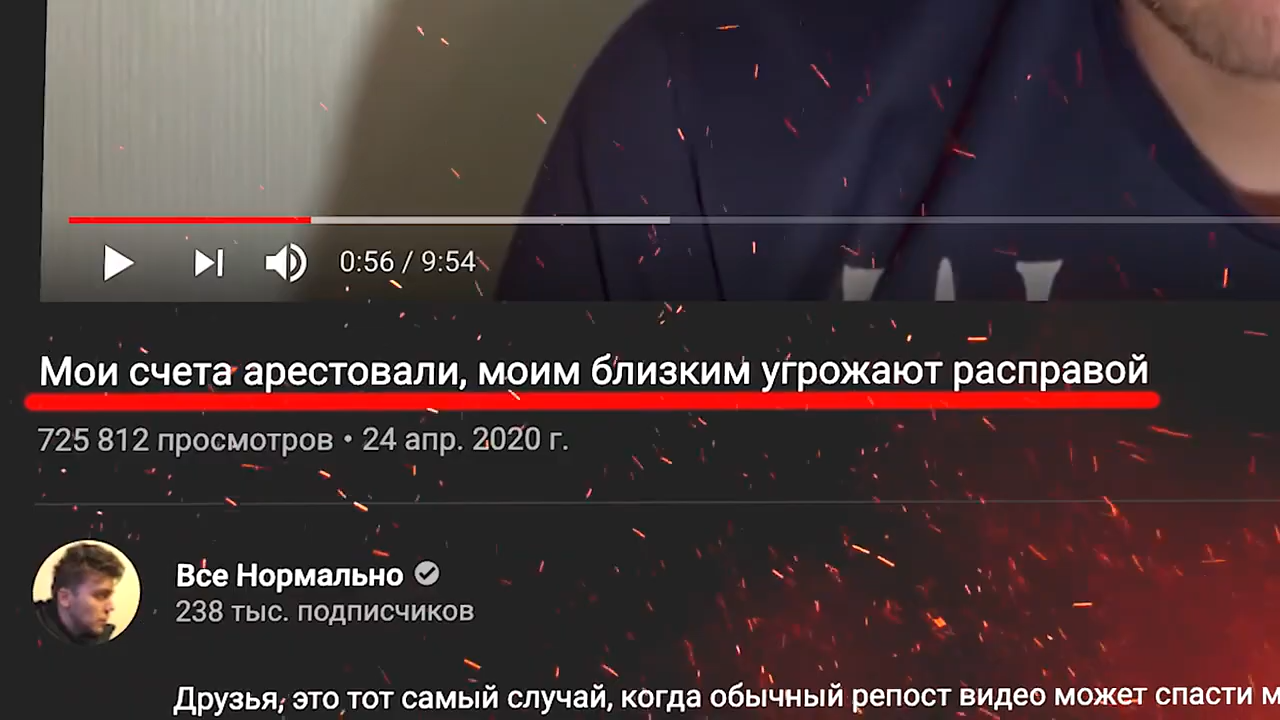 0:56 / 9:54
Мои счета арестовали, моим близким угрожают расправой
725 812 просмотров • 24 апр. 2020 г.
Все Нормально
238 тыс. подписчиков
Друзья, это тот самый случай, когда обычный репост видео может спасти